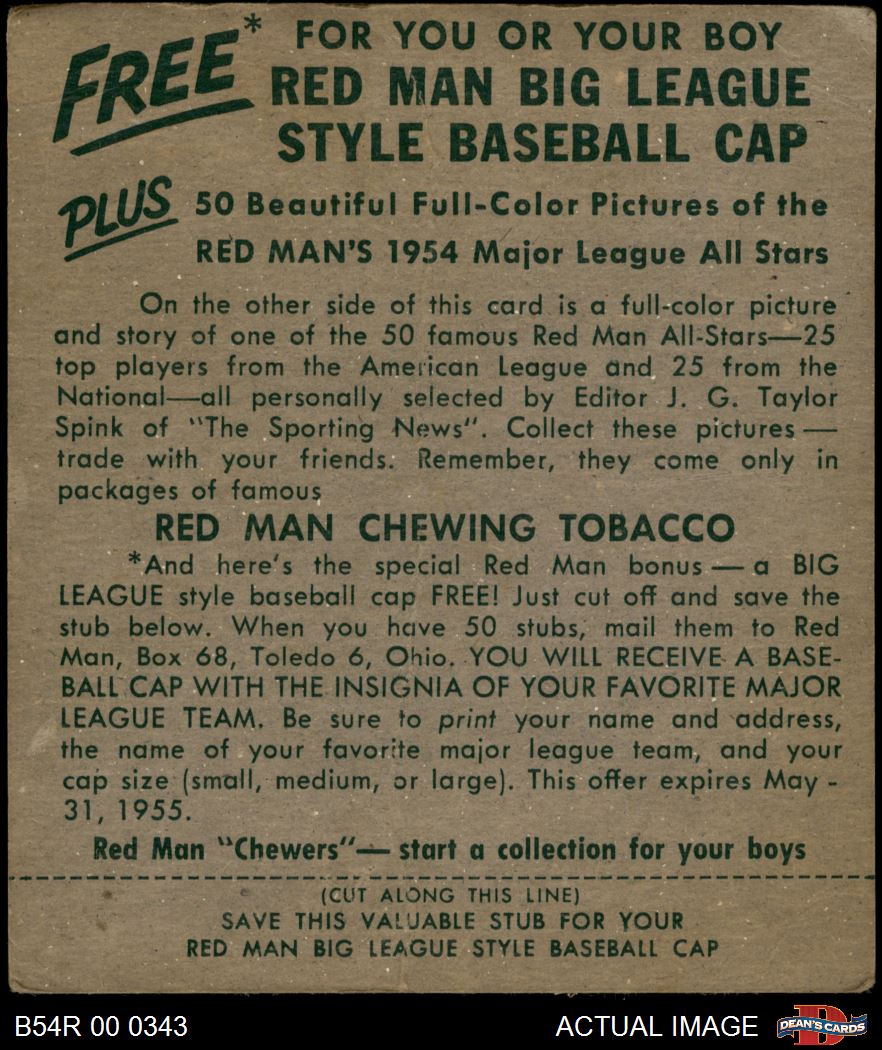 FREE* FOR YOU OR YOUR BOY
RED MAN BIG LEAGUE
STYLE BASEBALL CAP
PLUS 50 Beautiful Full-Color Pictures of the
RED MAN'S 1954 Major League All Stars
On the other side of this card is a full-color picture
and story of one of the 50 famous Red Man All-Stars—25
top players from the American League and 25 from the
National—all personally selected by Editor J. G. Taylor
Spink of "The Sporting News". Collect these pictures —
trade with your friends. Remember, they come only in
packages of famous
RED MAN CHEWING TOBACCO
*And here's the special Red Man bonus — a BIG
LEAGUE style baseball cap FREE! Just cut off and save the
stub below. When you have 50 stubs, mail them to Red
Man, Box 68, Toledo 6, Ohio. YOU WILL RECEIVE A BASE-
BALL CAP WITH THE INSIGNIA OF YOUR FAVORITE MAJOR
LEAGUE TEAM. Be sure to print your name and address,
the name of your favorite major league team, and your
cap size (small, medium, or large). This offer expires May -
31, 1955.
Red Man "Chewers"— start a collection for your boys
(CUT ALONG THIS LINE)
SAVE THIS VALUABLE STUB FOR YOUR
RED MAN BIG LEAGUE STYLE BASEBALL CAP
B54R 00 0343 ACTUAL IMAGE DEAN'S CARDS